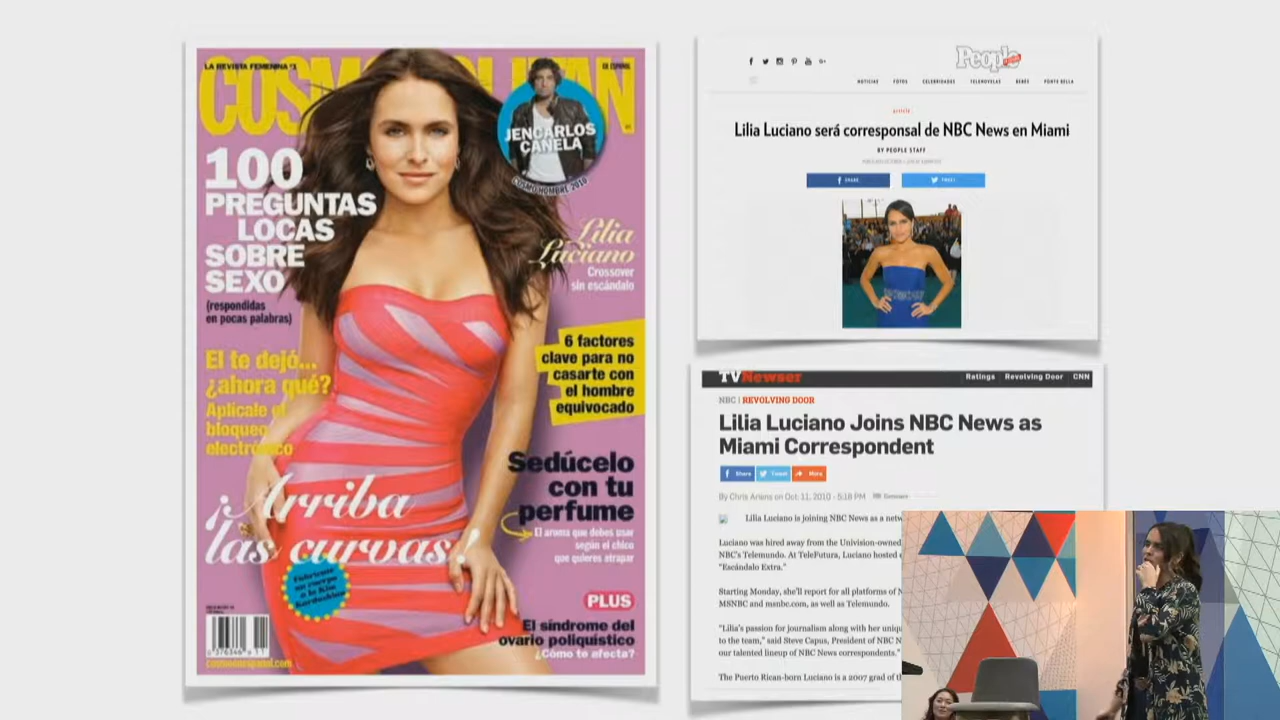 LA REVISTA FEMENINA #1
EN ESPAÑOL
COSMOPOLITAN
100
PREGUNTAS
LOCAS
SOBRE
SEXO
(respondidas
en pocas palabras)
El te dejó...
¿ahora qué?
Aplícale el
bloqueo
electrónico
¡Arriba
las curvas!
cosmoenespanol.com
JENCARLOS
CANELA
COSMO HOMBRE 2010
Lilia
Luciano
Crossover
sin escándalo
6 factores
clave para no
casarte con
el hombre
equivocado
Sedúcelo
con tu
perfume
El aroma que debes usar
según el chico
que quieres atrapar
PLUS
El síndrome del
ovario poliquístico
¿Cómo te afecta?
People
NOTICIAS FOTOS CELEBRIDADES TELENOVELAS BEBÉS PONTE BELLA
Article
Lilia Luciano será corresponsal de NBC News en Miami
BY PEOPLE STAFF
SHARE TWEET
TVNewser
Ratings Revolving Door CNN
NBC | REVOLVING DOOR
Lilia Luciano Joins NBC News as
Miami Correspondent
Share Tweet More
By Chris Ariens on Oct. 11, 2010 - 5:18 PM Comment
Lilia Luciano is joining NBC News as a netw
Luciano was hired away from the Univision-owned
NBC's Telemundo. At TeleFutura, Luciano hosted
"Escándalo Extra."
Starting Monday, she'll report for all platforms of N
MSNBC and msnbc.com, as well as Telemundo.
"Lilia's passion for journalism along with her uniq
to the team," said Steve Capus, President of NBC N
our talented lineup of NBC News correspondents."
The Puerto Rican-born Luciano is a 2007 grad of t